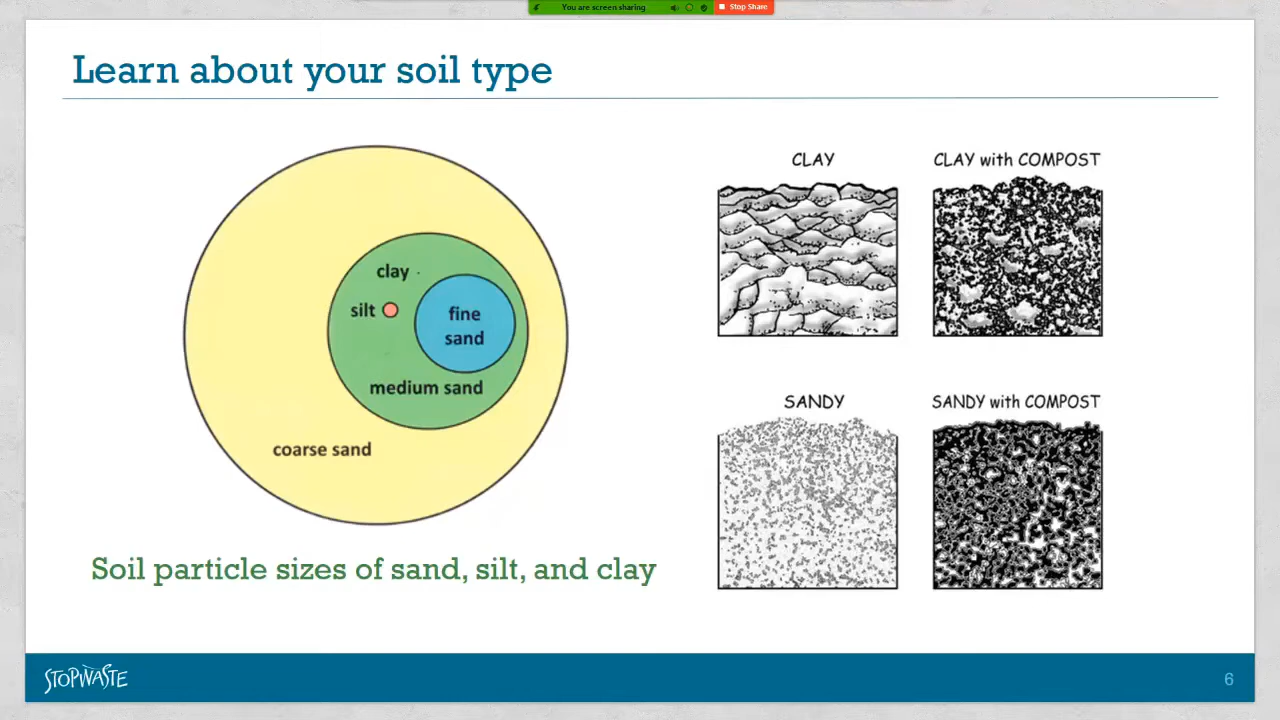 You are screen sharing
Stop Share
Learn about your soil type
clay
silt
fine
sand
medium sand
coarse sand
Soil particle sizes of sand, silt, and clay
CLAY
CLAY with COMPOST
SANDY
SANDY with COMPOST
STOPWASTE
6